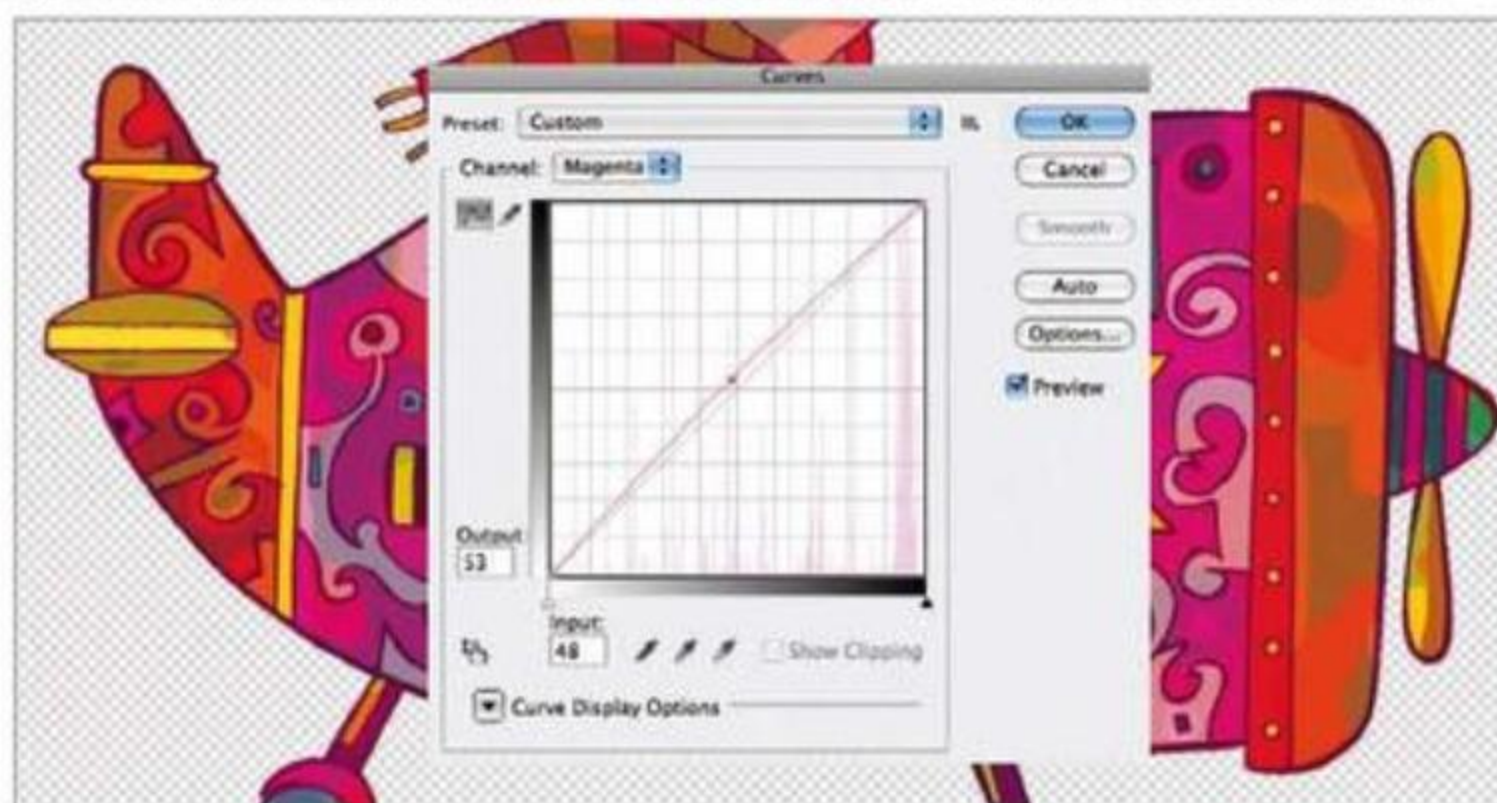 Curves
Preset: Custom
OK
Channel: Magenta
Cancel
Smooth
Auto
Options...
Preview
Output
53
Input:
48
Show Clipping
Curve Display Options